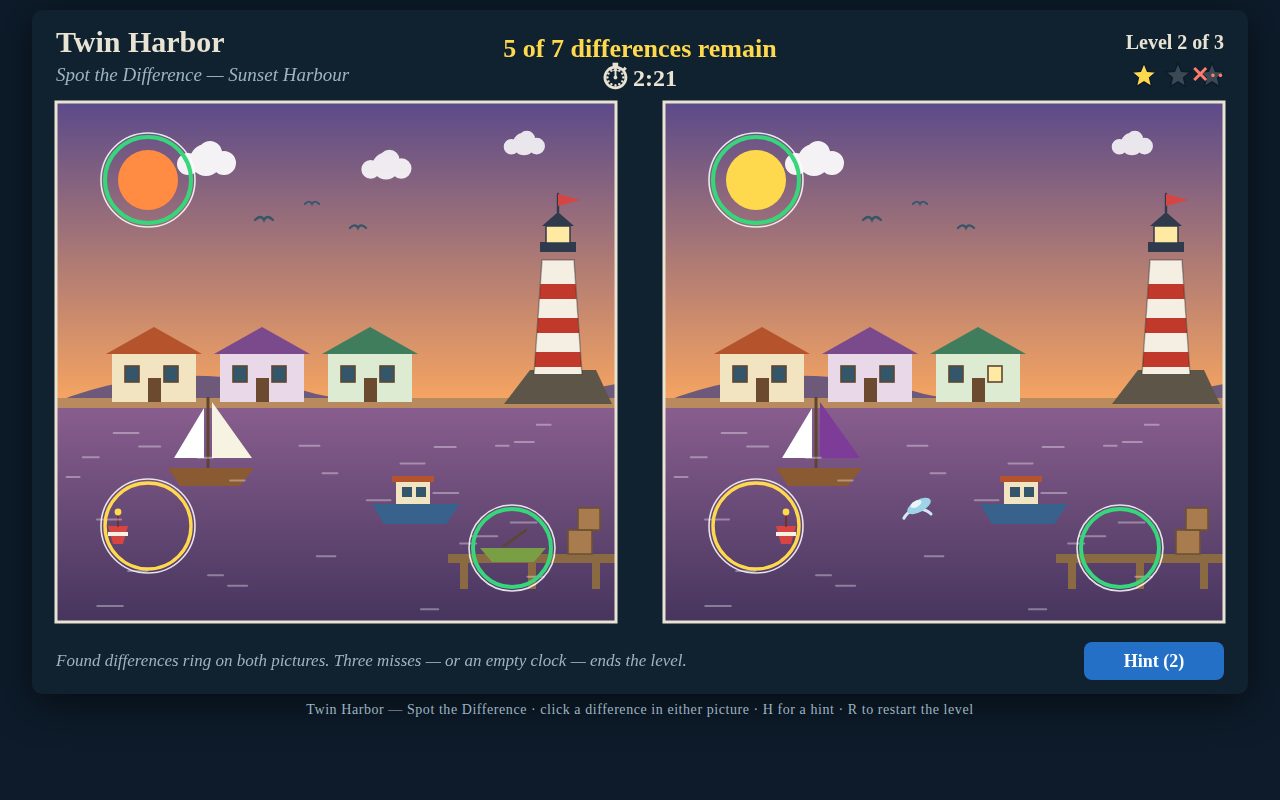 Twin Harbor
Spot the Difference — Sunset Harbour
5 of 7 differences remain
⏱ 2:21
Level 2 of 3
Found differences ring on both pictures. Three misses — or an empty clock — ends the level.
Hint (2)
Twin Harbor — Spot the Difference · click a difference in either picture · H for a hint · R to restart the level